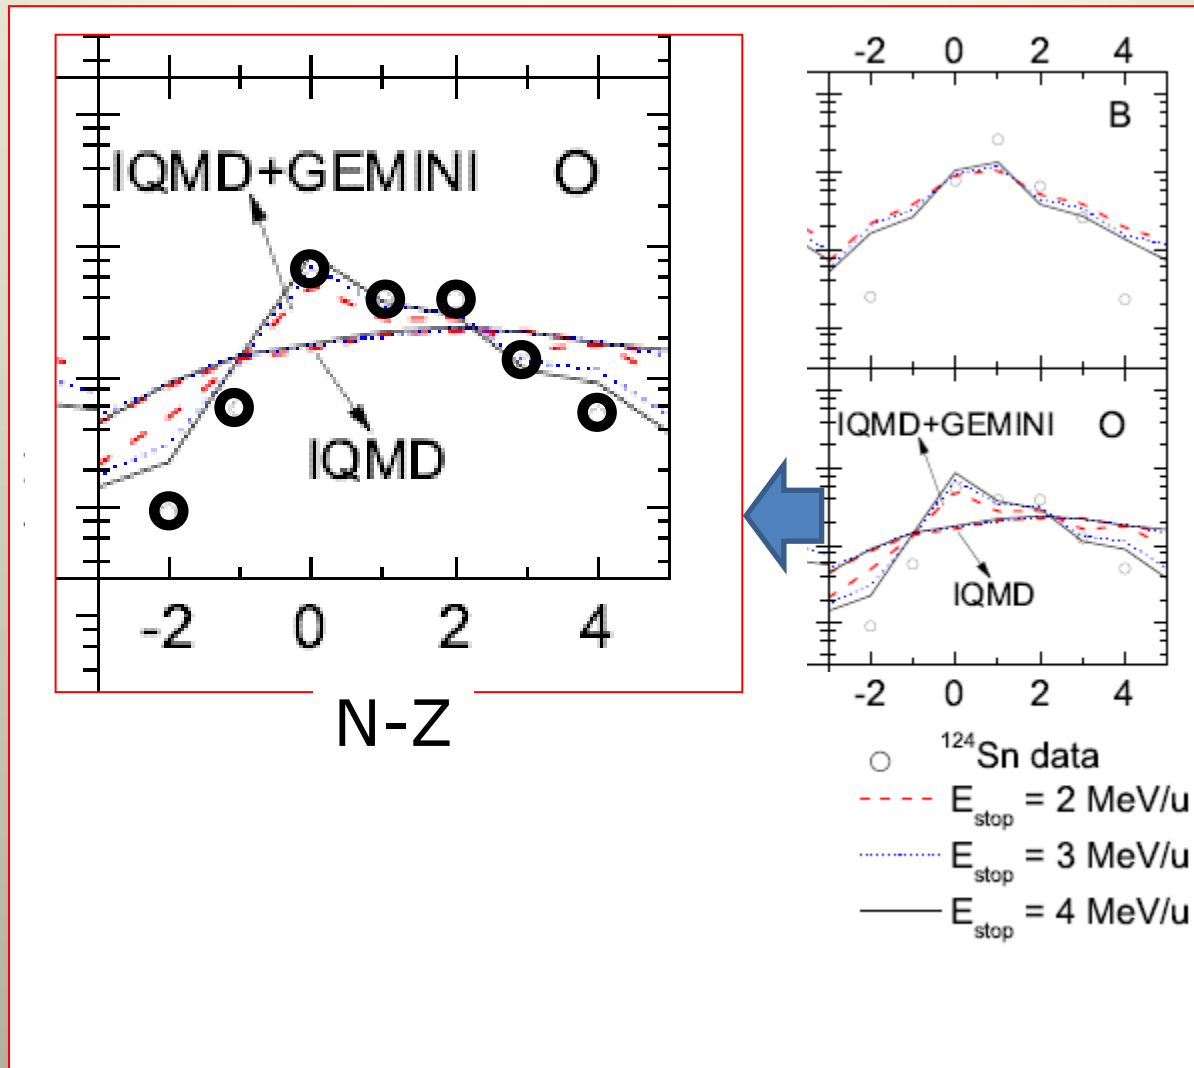 IQMD+GEMINI O
IQMD
-2 0 2 4
N-Z
-2 0 2 4
B
IQMD+GEMINI O
IQMD
-2 0 2 4
124Sn data
Estop = 2 MeV/u
Estop = 3 MeV/u
Estop = 4 MeV/u